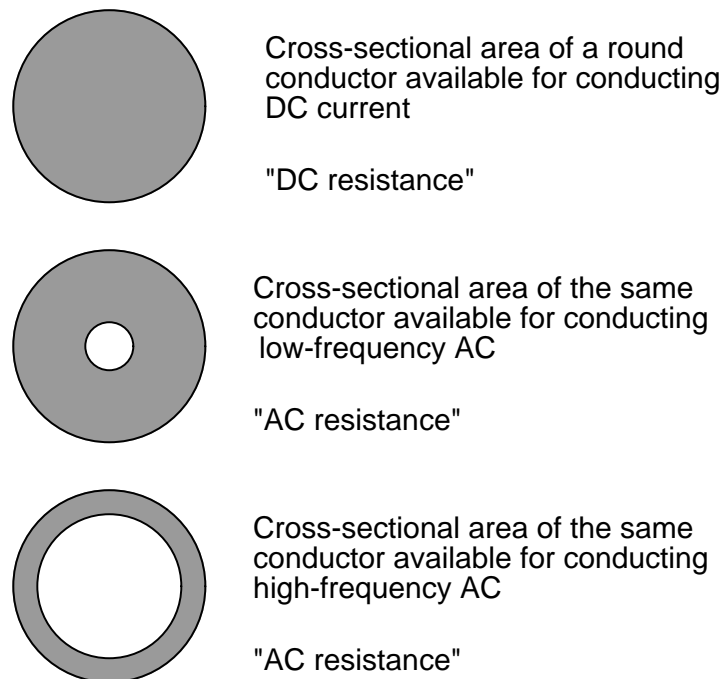 Cross-sectional area of a round
conductor available for conducting
DC current
"DC resistance"
Cross-sectional area of the same
conductor available for conducting
low-frequency AC
"AC resistance"
Cross-sectional area of the same
conductor available for conducting
high-frequency AC
"AC resistance"